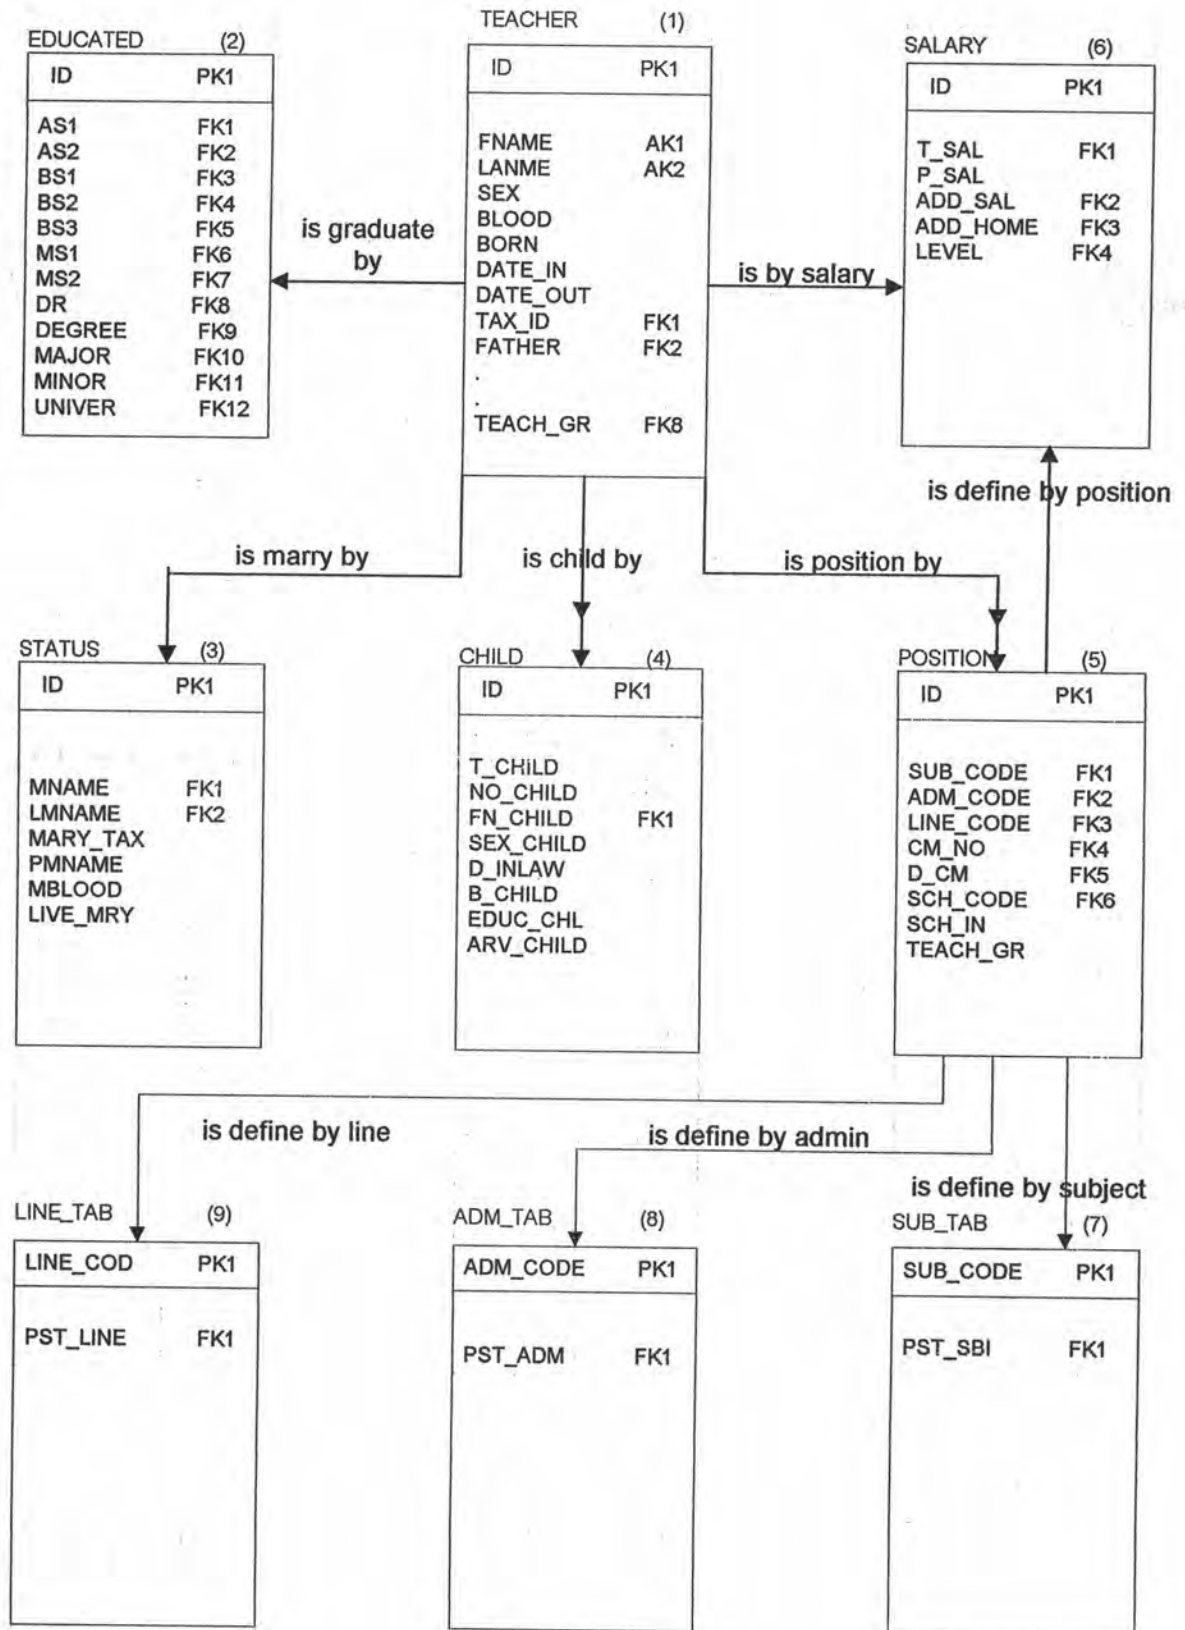 TEACHER (1)
ID PK1
FNAME AK1
LANME AK2
SEX
BLOOD
BORN
DATE_IN
DATE_OUT
TAX_ID FK1
FATHER FK2
.
.
TEACH_GR FK8
EDUCATED (2)
ID PK1
AS1 FK1
AS2 FK2
BS1 FK3
BS2 FK4
BS3 FK5
MS1 FK6
MS2 FK7
DR FK8
DEGREE FK9
MAJOR FK10
MINOR FK11
UNIVER FK12
is graduate
by
SALARY (6)
ID PK1
T_SAL FK1
P_SAL
ADD_SAL FK2
ADD_HOME FK3
LEVEL FK4
is by salary
is define by position
is marry by
is child by
is position by
STATUS (3)
ID PK1
MNAME FK1
LMNAME FK2
MARY_TAX
PMNAME
MBLOOD
LIVE_MRY
CHILD (4)
ID PK1
T_CHILD
NO_CHILD
FN_CHILD FK1
SEX_CHILD
D_INLAW
B_CHILD
EDUC_CHL
ARV_CHILD
POSITION (5)
ID PK1
SUB_CODE FK1
ADM_CODE FK2
LINE_CODE FK3
CM_NO FK4
D_CM FK5
SCH_CODE FK6
SCH_IN
TEACH_GR
is define by line
is define by admin
is define by subject
LINE_TAB (9)
LINE_COD PK1
PST_LINE FK1
ADM_TAB (8)
ADM_CODE PK1
PST_ADM FK1
SUB_TAB (7)
SUB_CODE PK1
PST_SBI FK1